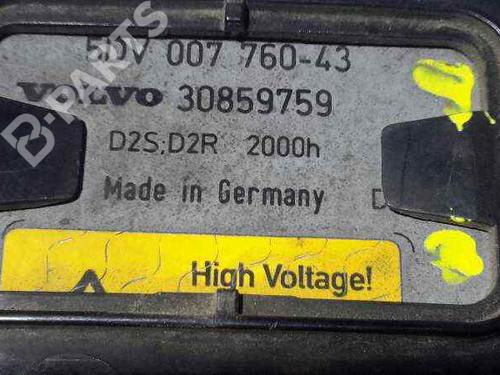 5DV 007 760-43
B-PARTS
VOLVO 30859759
D2S;D2R 2000h
Made in Germany D
High Voltage!